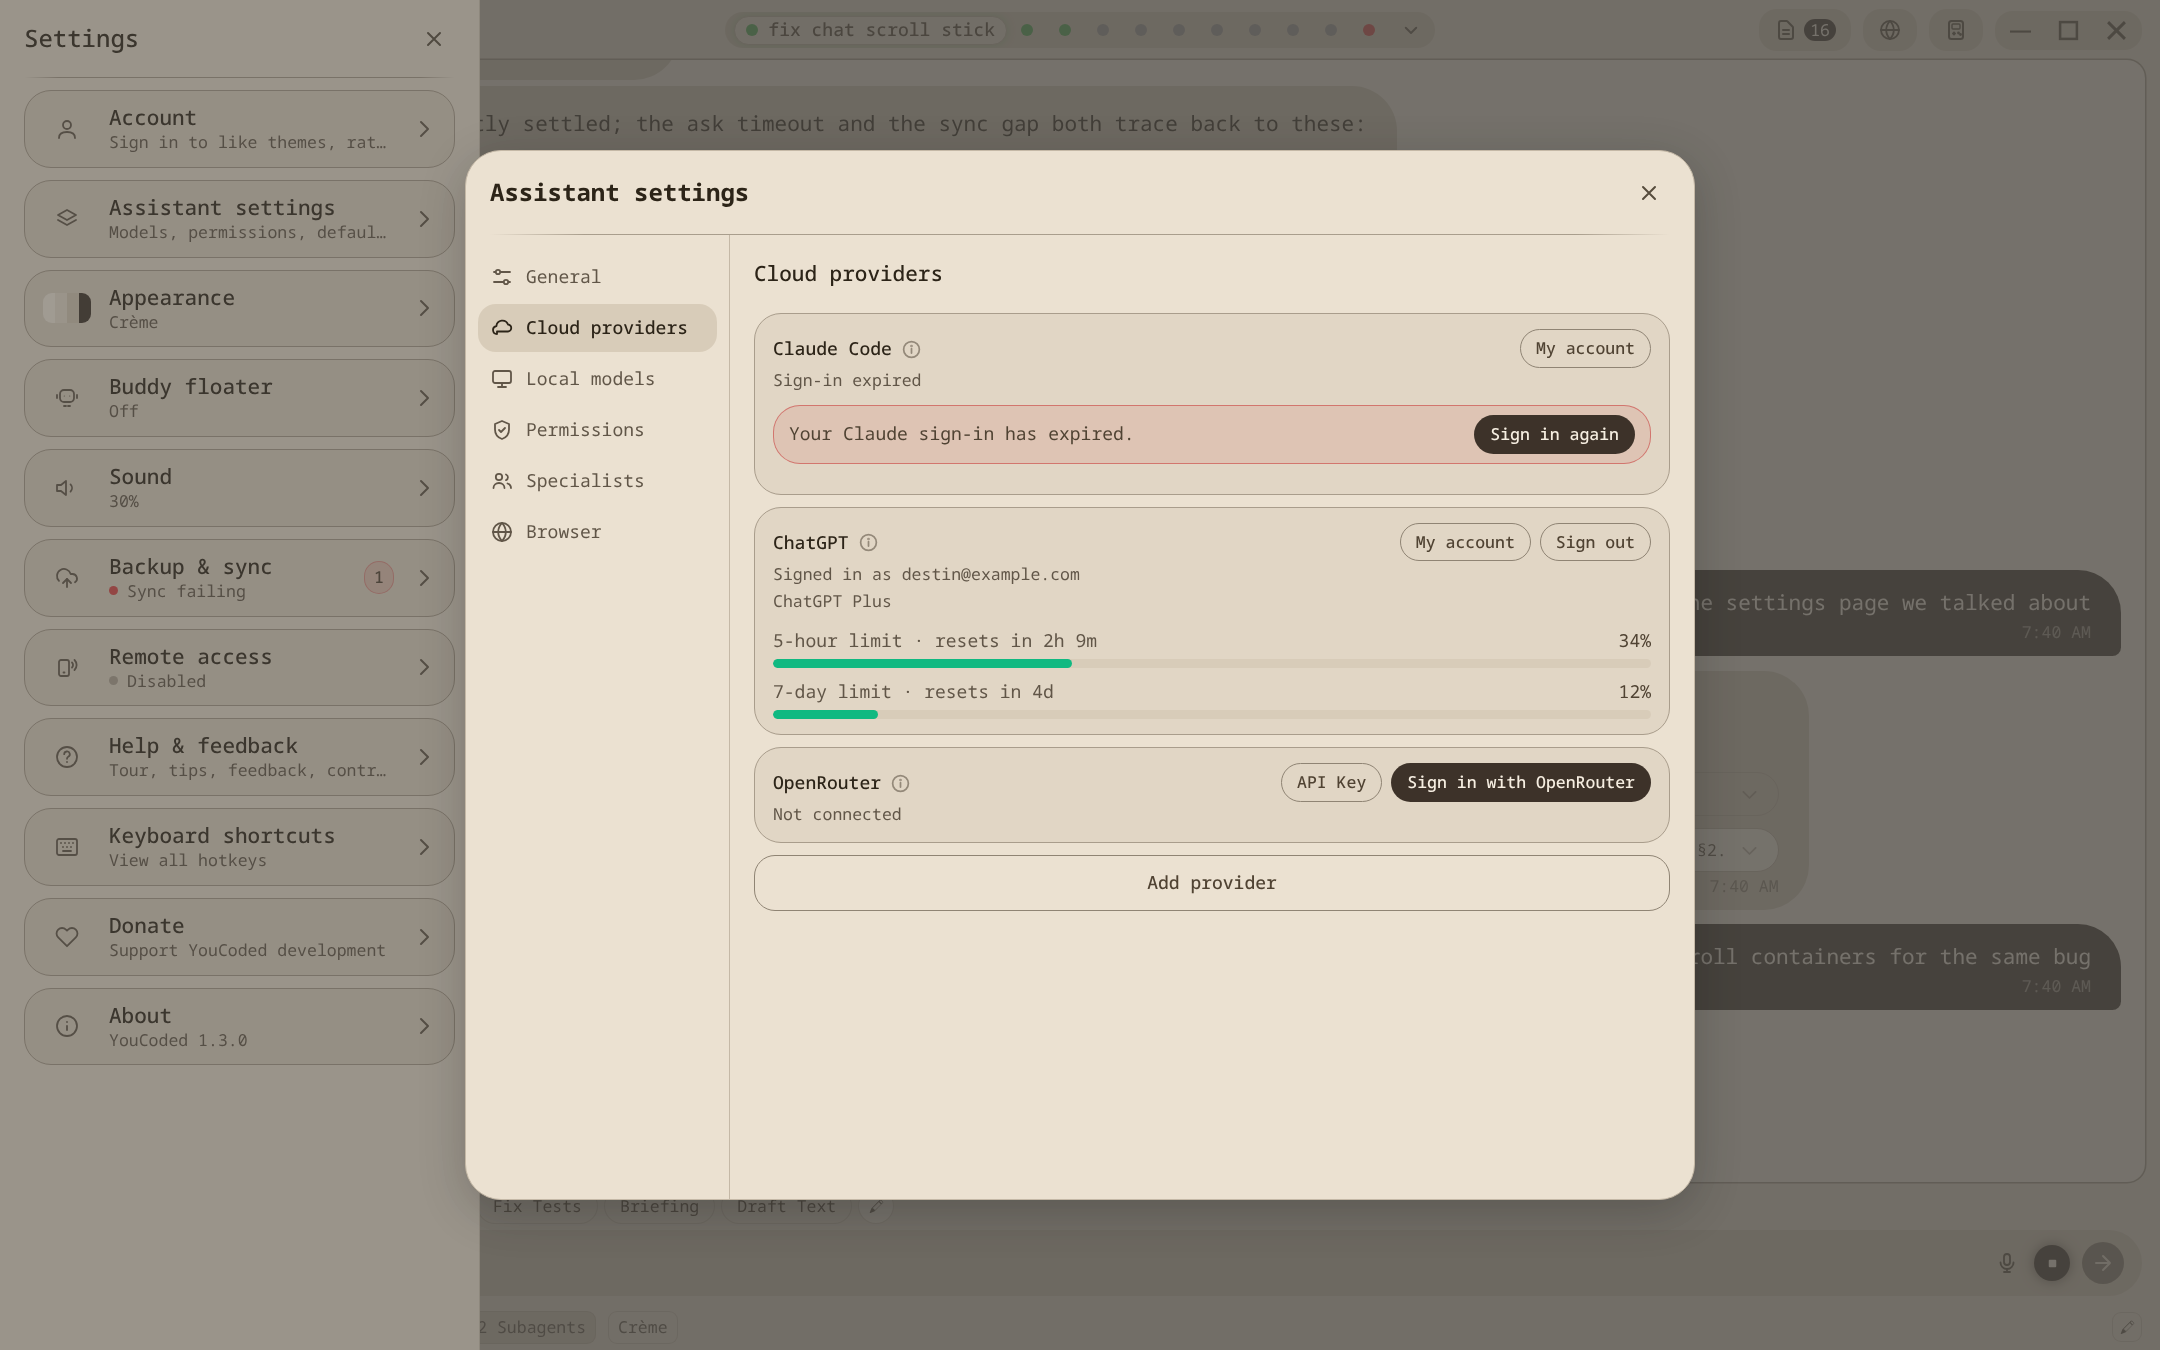 Settings
Account
Sign in to like themes, rat…
Assistant settings
Models, permissions, defaul…
Appearance
Crème
Buddy floater
Off
Sound
30%
Backup & sync
Sync failing
1
Remote access
Disabled
Help & feedback
Tour, tips, feedback, contr…
Keyboard shortcuts
View all hotkeys
Donate
Support YouCoded development
About
YouCoded 1.3.0
fix chat scroll stick
16
settled; the ask timeout and the sync gap both trace back to these:
Assistant settings
General
Cloud providers
Local models
Permissions
Specialists
Browser
Cloud providers
Claude Code
My account
Sign-in expired
Your Claude sign-in has expired.
Sign in again
ChatGPT
My account
Sign out
Signed in as destin@example.com
ChatGPT Plus
5-hour limit · resets in 2h 9m
34%
7-day limit · resets in 4d
12%
OpenRouter
API Key
Sign in with OpenRouter
Not connected
Add provider
settings page we talked about
7:40 AM
§2.
7:40 AM
containers for the same bug
7:40 AM
Fix Tests
Briefing
Draft Text
2 Subagents
Crème